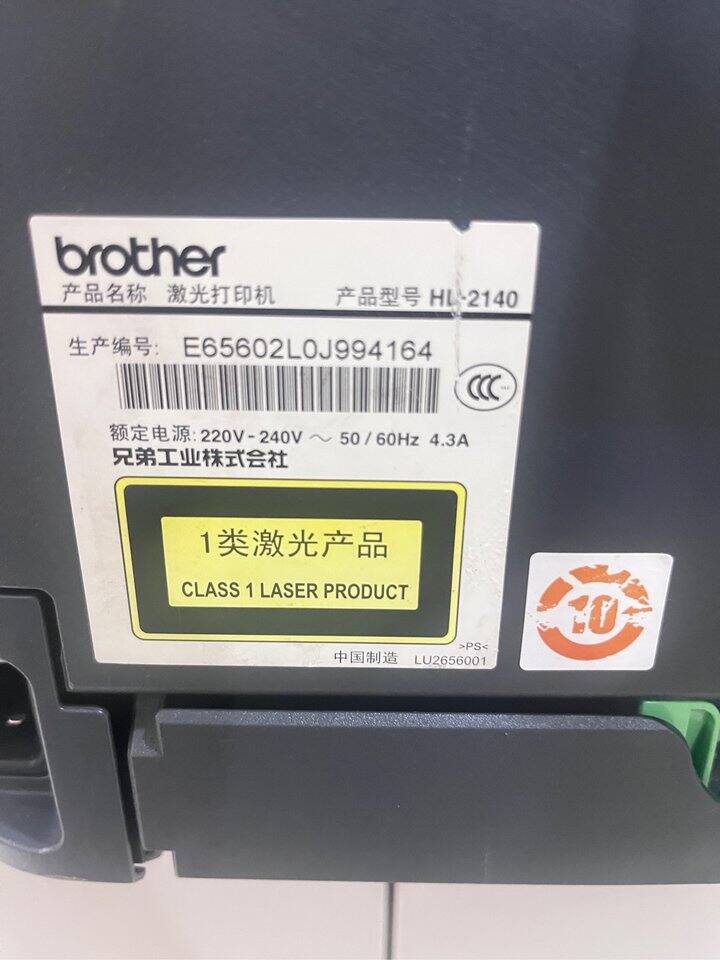 brother
产品名称 激光打印机 产品型号 HL-2140
生产编号: E65602L0J994164
CCC
额定电源: 220V-240V ～ 50/60Hz 4.3A
兄弟工业株式会社
1类激光产品
CLASS 1 LASER PRODUCT
10
>PS<
中国制造 LU2656001